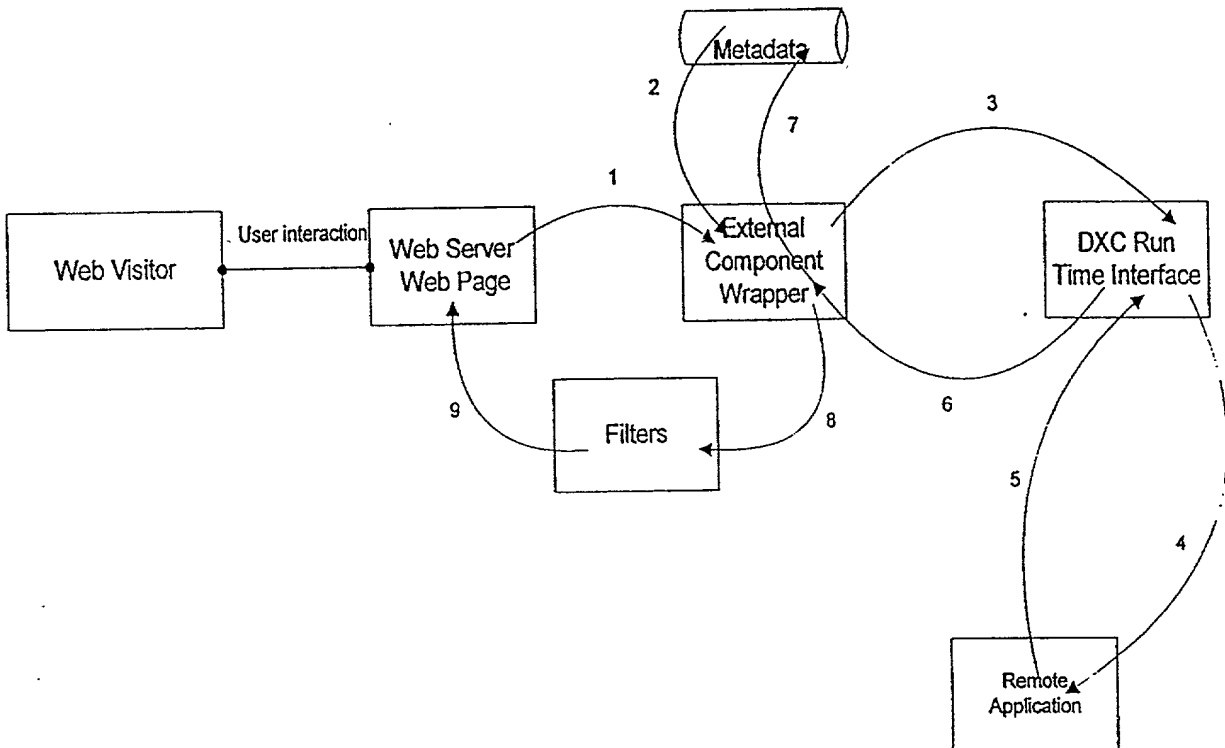 Metadata
2
3
7
1
Web Visitor
User interaction
Web Server
Web Page
External
Component
Wrapper
DXC Run
Time Interface
9
Filters
8
6
5
4
Remote
Application